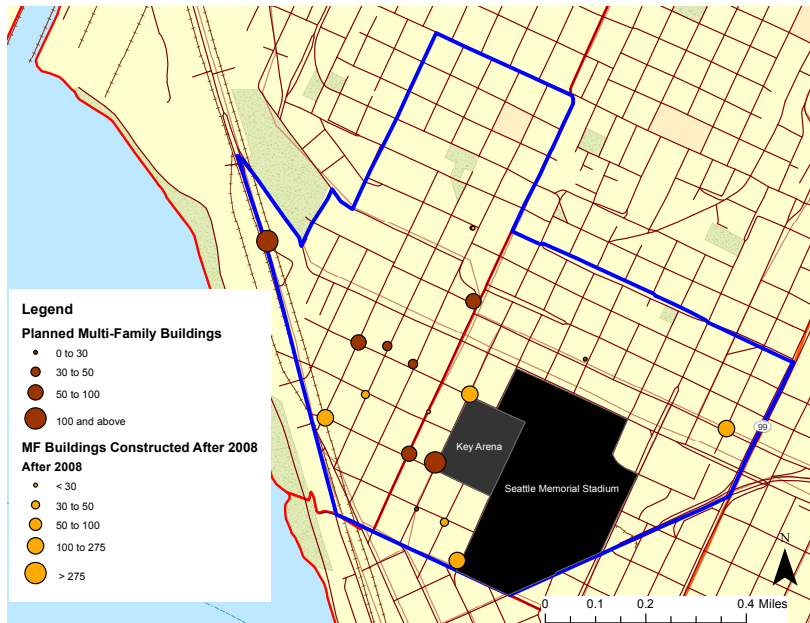 Legend
Planned Multi-Family Buildings
0 to 30
30 to 50
50 to 100
100 and above
MF Buildings Constructed After 2008
After 2008
< 30
30 to 50
50 to 100
100 to 275
> 275
Key Arena
Seattle Memorial Stadium
99
N
0 0.1 0.2 0.4 Miles